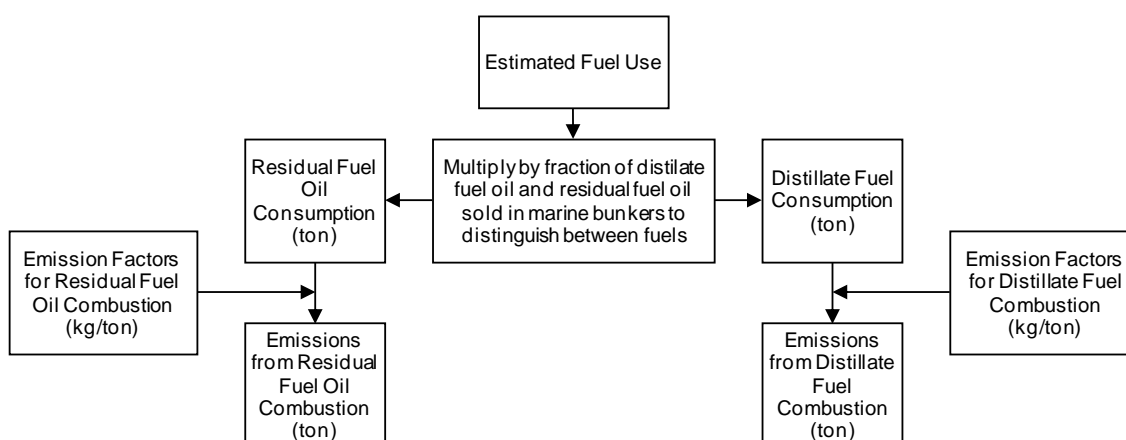 Estimated Fuel Use
Residual Fuel
Oil
Consumption
(ton)
Multiply by fraction of distilate
fuel oil and residual fuel oil
sold in marine bunkers to
distinguish between fuels
Distillate Fuel
Consumption
(ton)
Emission Factors
for Residual Fuel
Oil Combustion
(kg/ton)
Emission Factors
for Distillate Fuel
Combustion
(kg/ton)
Emissions
from Residual
Fuel Oil
Combustion
(ton)
Emissions
from Distillate
Fuel
Combustion
(ton)